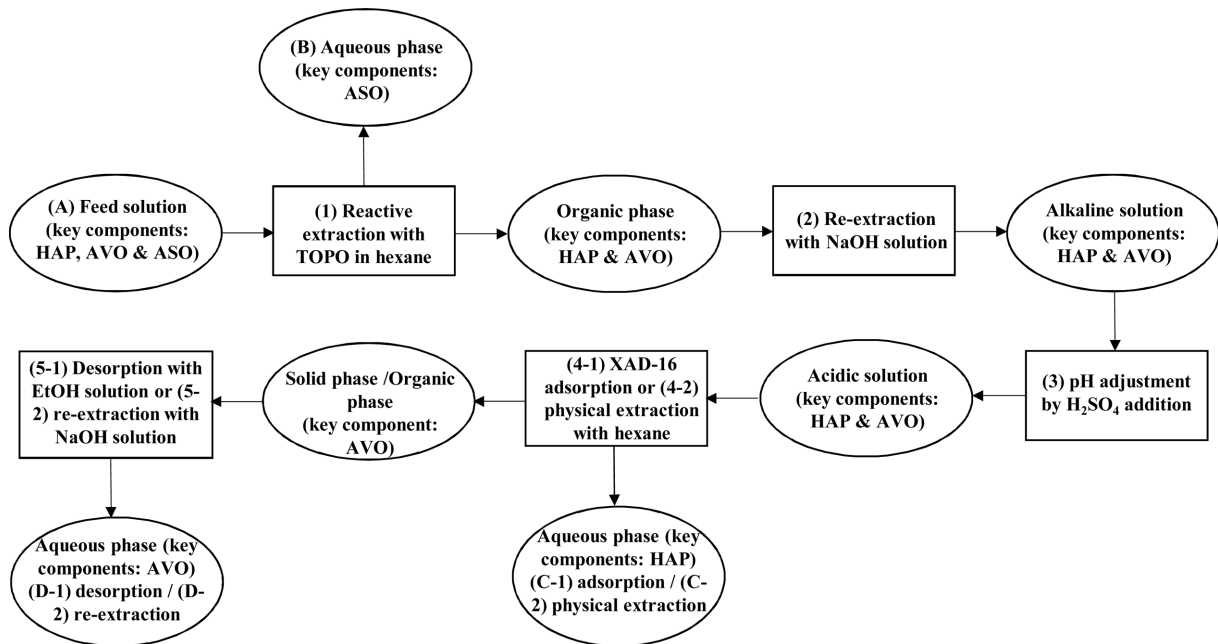 (B) Aqueous phase
(key components:
ASO)
(A) Feed solution
(key components:
HAP, AVO & ASO)
(1) Reactive
extraction with
TOPO in hexane
Organic phase
(key components:
HAP & AVO)
(2) Re-extraction
with NaOH solution
Alkaline solution
(key components:
HAP & AVO)
(3) pH adjustment
by H₂SO₄ addition
Acidic solution
(key components:
HAP & AVO)
(4-1) XAD-16
adsorption or (4-2)
physical extraction
with hexane
Solid phase /Organic
phase
(key component:
AVO)
(5-1) Desorption with
EtOH solution or (5-
2) re-extraction with
NaOH solution
Aqueous phase (key
components: HAP)
(C-1) adsorption / (C-
2) physical extraction
Aqueous phase (key
components: AVO)
(D-1) desorption / (D-
2) re-extraction